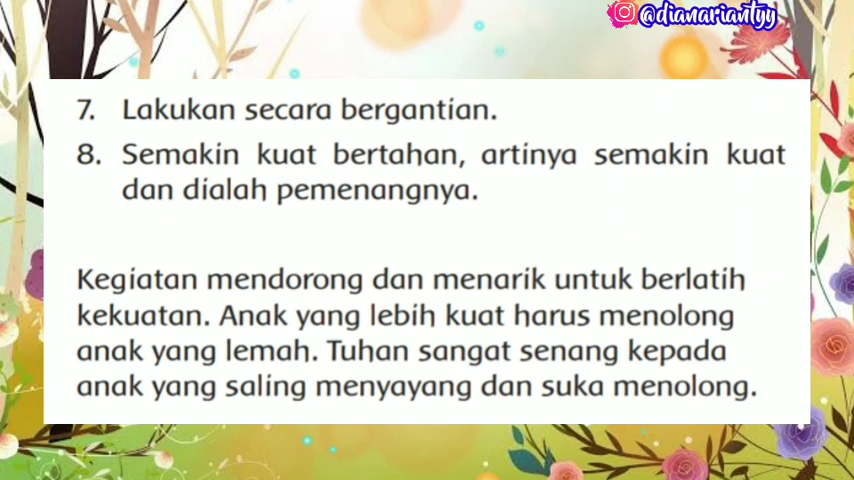 @dianariantyy
7. Lakukan secara bergantian.
8. Semakin kuat bertahan, artinya semakin kuat
dan dialah pemenangnya.
Kegiatan mendorong dan menarik untuk berlatih
kekuatan. Anak yang lebih kuat harus menolong
anak yang lemah. Tuhan sangat senang kepada
anak yang saling menyayang dan suka menolong.